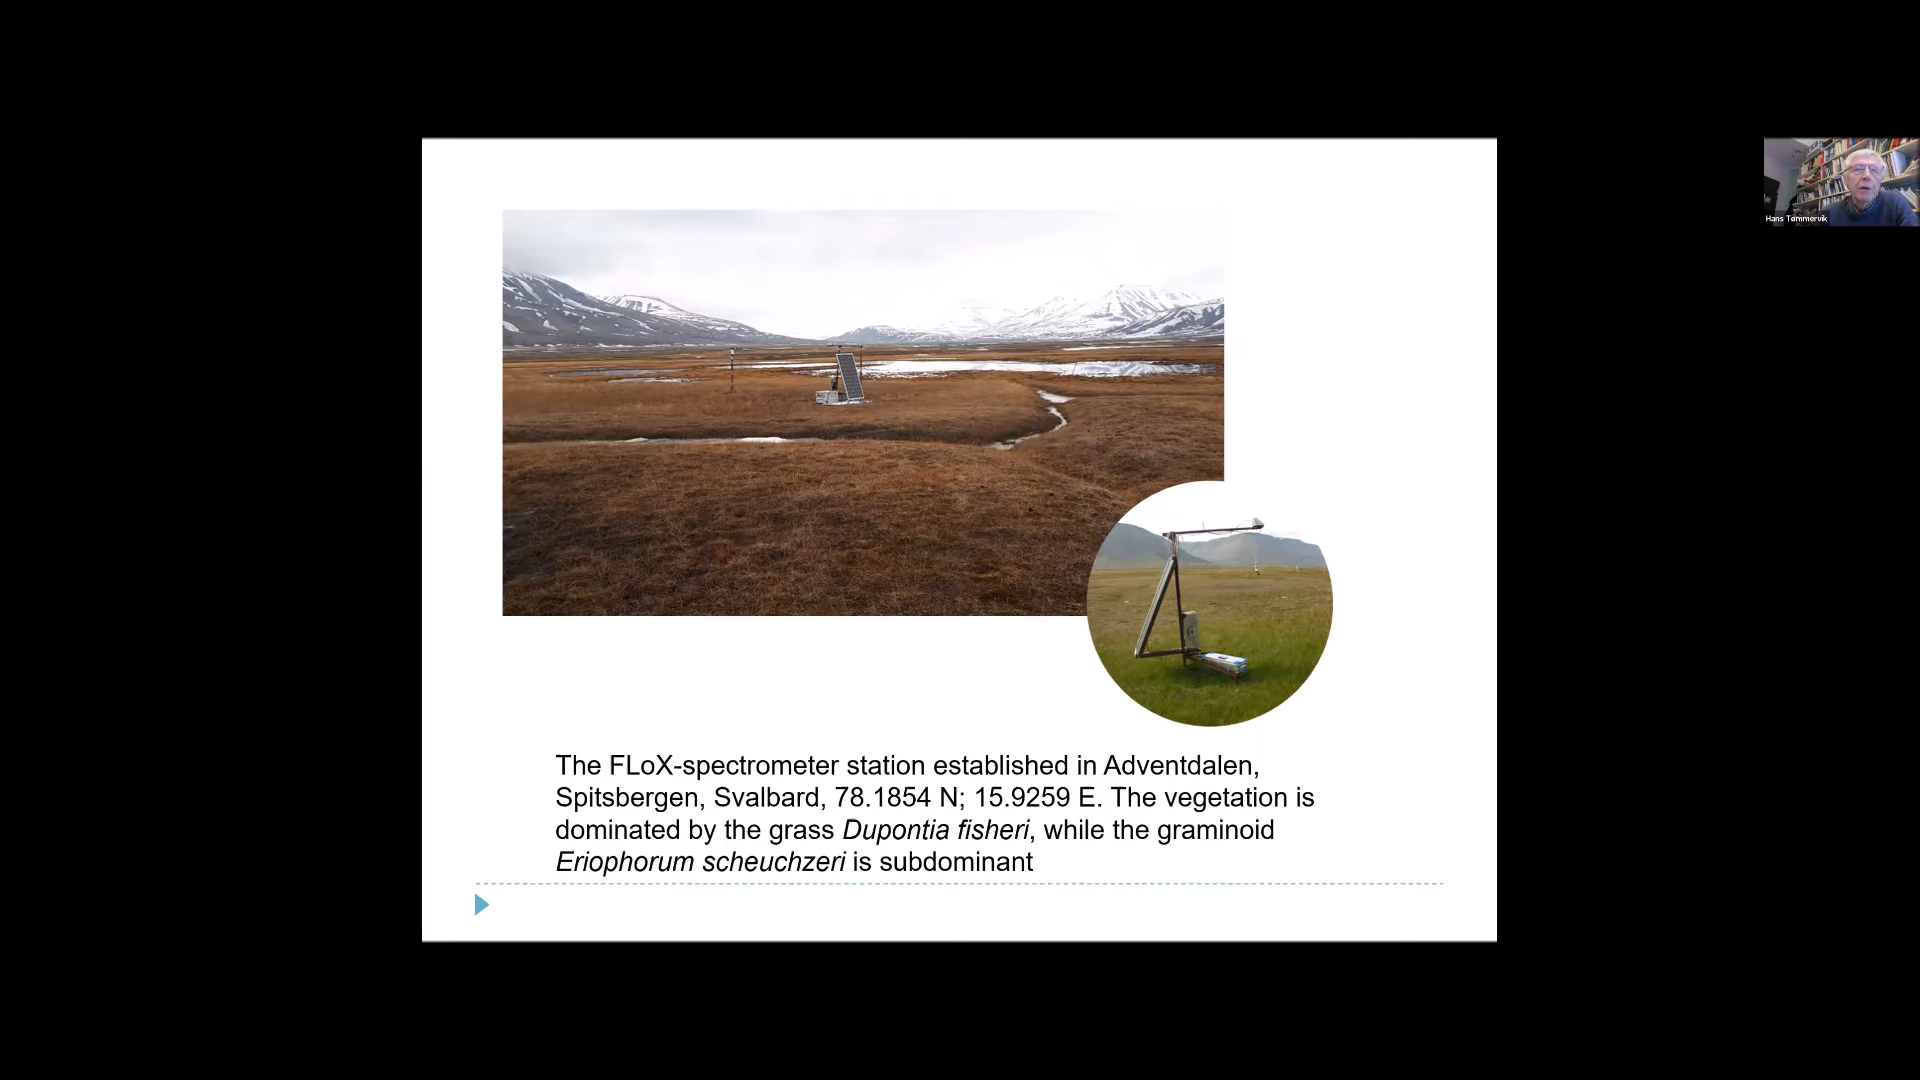 Hans Tømmervik
The FLoX-spectrometer station established in Adventdalen,
Spitsbergen, Svalbard, 78.1854 N; 15.9259 E. The vegetation is
dominated by the grass Dupontia fisheri, while the graminoid
Eriophorum scheuchzeri is subdominant